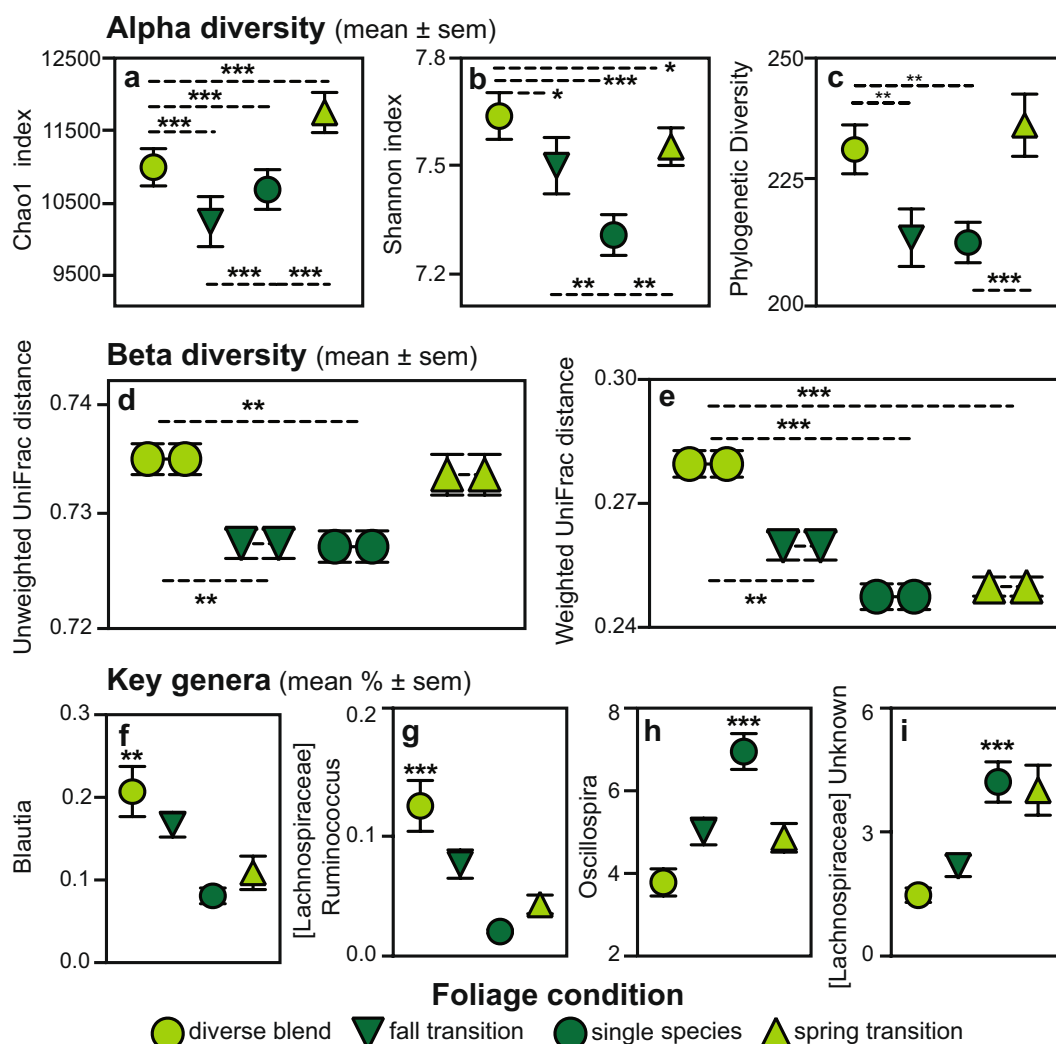 Alpha diversity (mean ± sem)
Chao1 index
12500
11500
10500
9500
a
***
***
***
***
***
Shannon index
7.8
7.5
7.2
b
*
***
*
**
**
Phylogenetic Diversity
250
225
200
c
**
**
***
Beta diversity (mean ± sem)
Unweighted UniFrac distance
0.74
0.73
0.72
d
**
**
Weighted UniFrac distance
0.30
0.27
0.24
e
***
***
**
Key genera (mean % ± sem)
Blautia
0.3
0.2
0.1
0.0
f
**
[Lachnospiraceae]
Ruminococcus
0.2
0.1
0.0
g
***
Oscillospira
8
6
4
2
h
***
[Lachnospiraceae] Unknown
6
3
0
i
***
Foliage condition
diverse blend fall transition single species spring transition